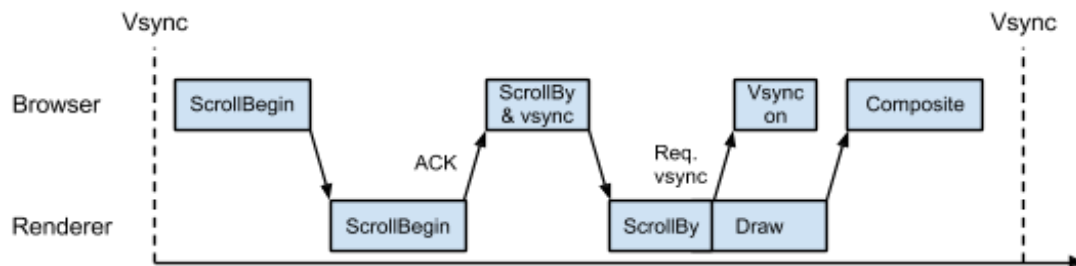 Vsync
Vsync
Browser
ScrollBegin
ScrollBy
& vsync
Vsync
on
Composite
ACK
Req.
vsync
Renderer
ScrollBegin
ScrollBy
Draw